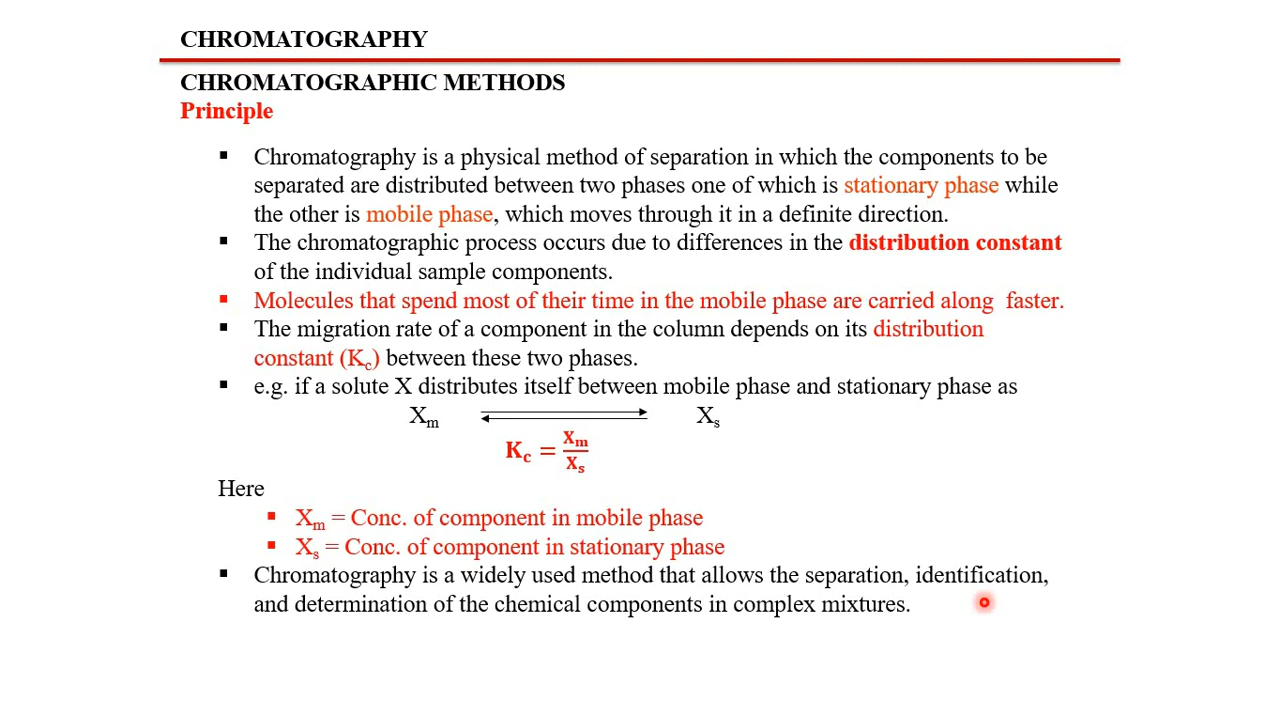 CHROMATOGRAPHY
CHROMATOGRAPHIC METHODS
Principle
▪ Chromatography is a physical method of separation in which the components to be
separated are distributed between two phases one of which is stationary phase while
the other is mobile phase, which moves through it in a definite direction.
▪ The chromatographic process occurs due to differences in the distribution constant
of the individual sample components.
▪ Molecules that spend most of their time in the mobile phase are carried along faster.
▪ The migration rate of a component in the column depends on its distribution
constant (Kc) between these two phases.
▪ e.g. if a solute X distributes itself between mobile phase and stationary phase as
Xm ⇌ Xs
Kc = Xm/Xs
Here
▪ Xm = Conc. of component in mobile phase
▪ Xs = Conc. of component in stationary phase
▪ Chromatography is a widely used method that allows the separation, identification,
and determination of the chemical components in complex mixtures.